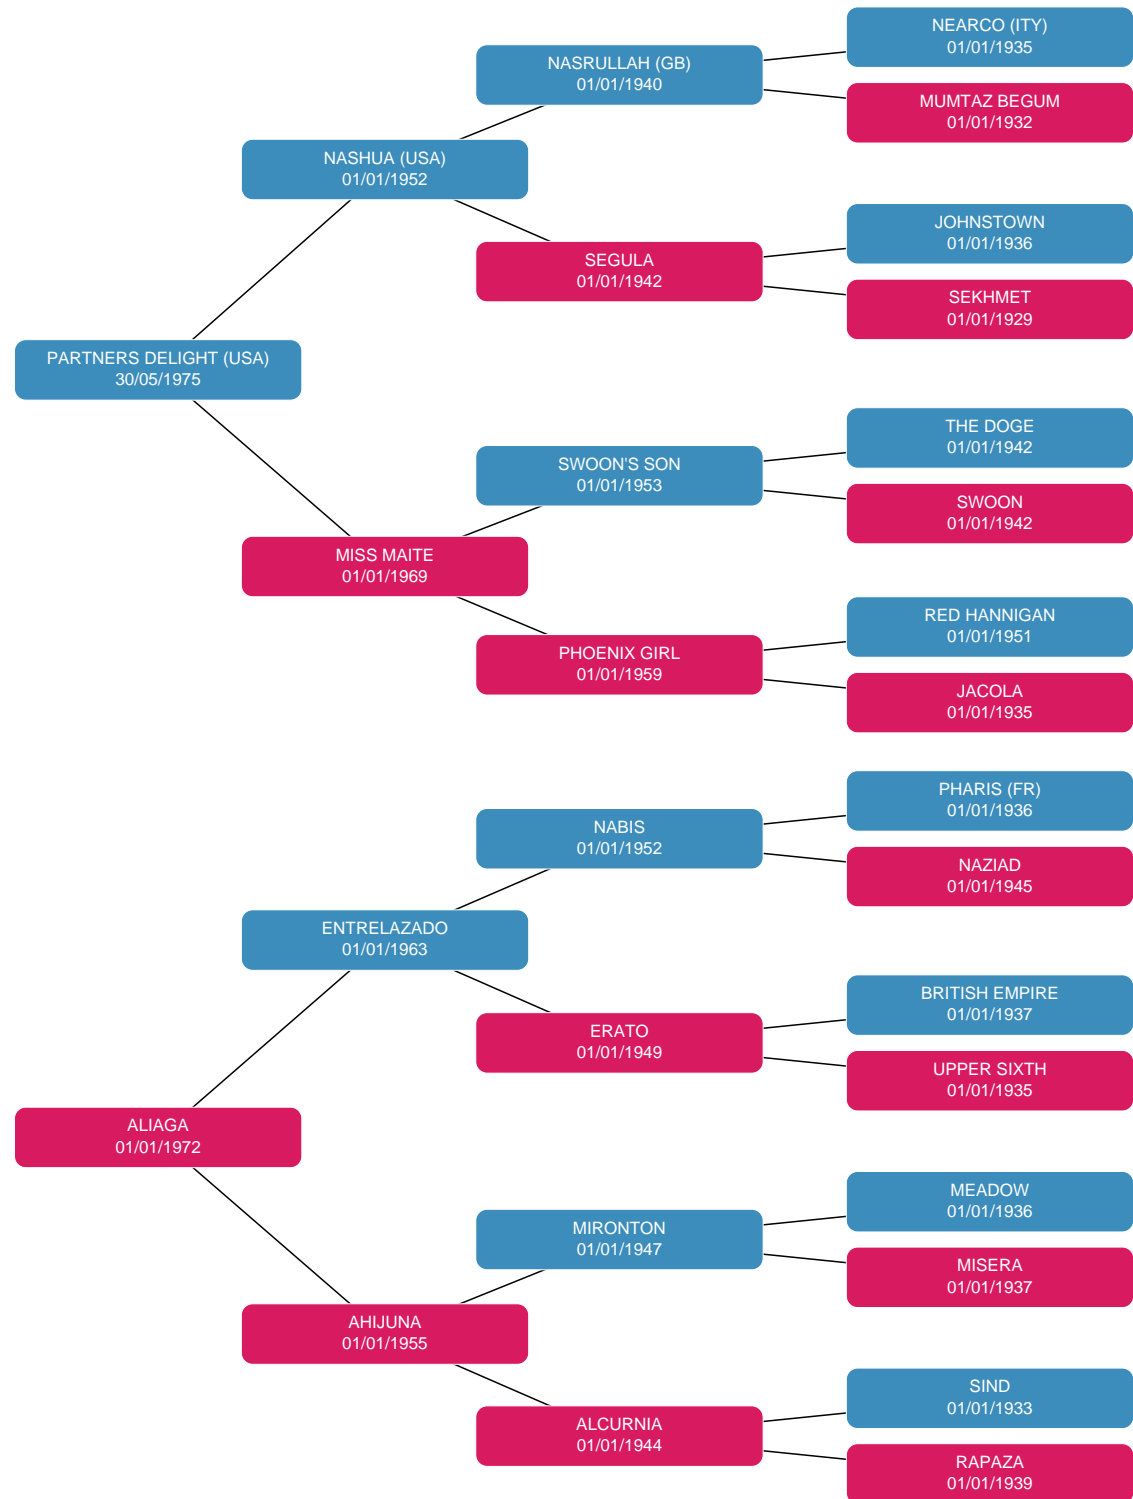 NEARCO (ITY)
01/01/1935
NASRULLAH (GB)
01/01/1940
MUMTAZ BEGUM
01/01/1932
NASHUA (USA)
01/01/1952
JOHNSTOWN
01/01/1936
SEGULA
01/01/1942
SEKHMET
01/01/1929
PARTNERS DELIGHT (USA)
30/05/1975
THE DOGE
01/01/1942
SWOON'S SON
01/01/1953
SWOON
01/01/1942
MISS MAITE
01/01/1969
RED HANNIGAN
01/01/1951
PHOENIX GIRL
01/01/1959
JACOLA
01/01/1935
PHARIS (FR)
01/01/1936
NABIS
01/01/1952
NAZIAD
01/01/1945
ENTRELAZADO
01/01/1963
BRITISH EMPIRE
01/01/1937
ERATO
01/01/1949
UPPER SIXTH
01/01/1935
ALIAGA
01/01/1972
MEADOW
01/01/1936
MIRONTON
01/01/1947
MISERA
01/01/1937
AHIJUNA
01/01/1955
SIND
01/01/1933
ALCURNIA
01/01/1944
RAPAZA
01/01/1939